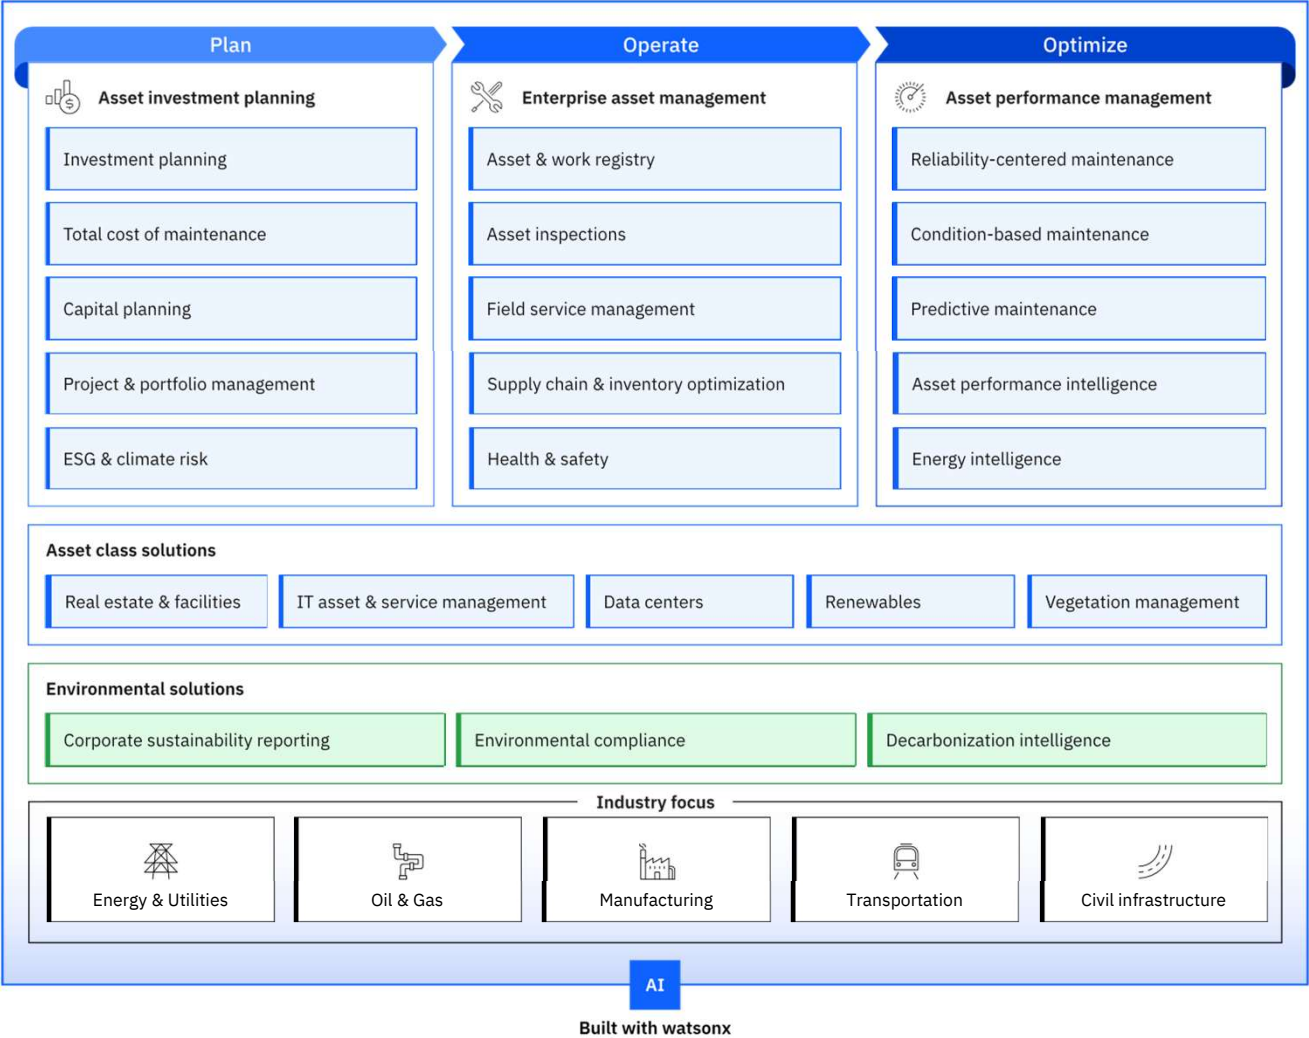 Plan
Operate
Optimize
Asset investment planning
Investment planning
Total cost of maintenance
Capital planning
Project & portfolio management
ESG & climate risk
Enterprise asset management
Asset & work registry
Asset inspections
Field service management
Supply chain & inventory optimization
Health & safety
Asset performance management
Reliability-centered maintenance
Condition-based maintenance
Predictive maintenance
Asset performance intelligence
Energy intelligence
Asset class solutions
Real estate & facilities
IT asset & service management
Data centers
Renewables
Vegetation management
Environmental solutions
Corporate sustainability reporting
Environmental compliance
Decarbonization intelligence
Industry focus
Energy & Utilities
Oil & Gas
Manufacturing
Transportation
Civil infrastructure
AI
Built with watsonx